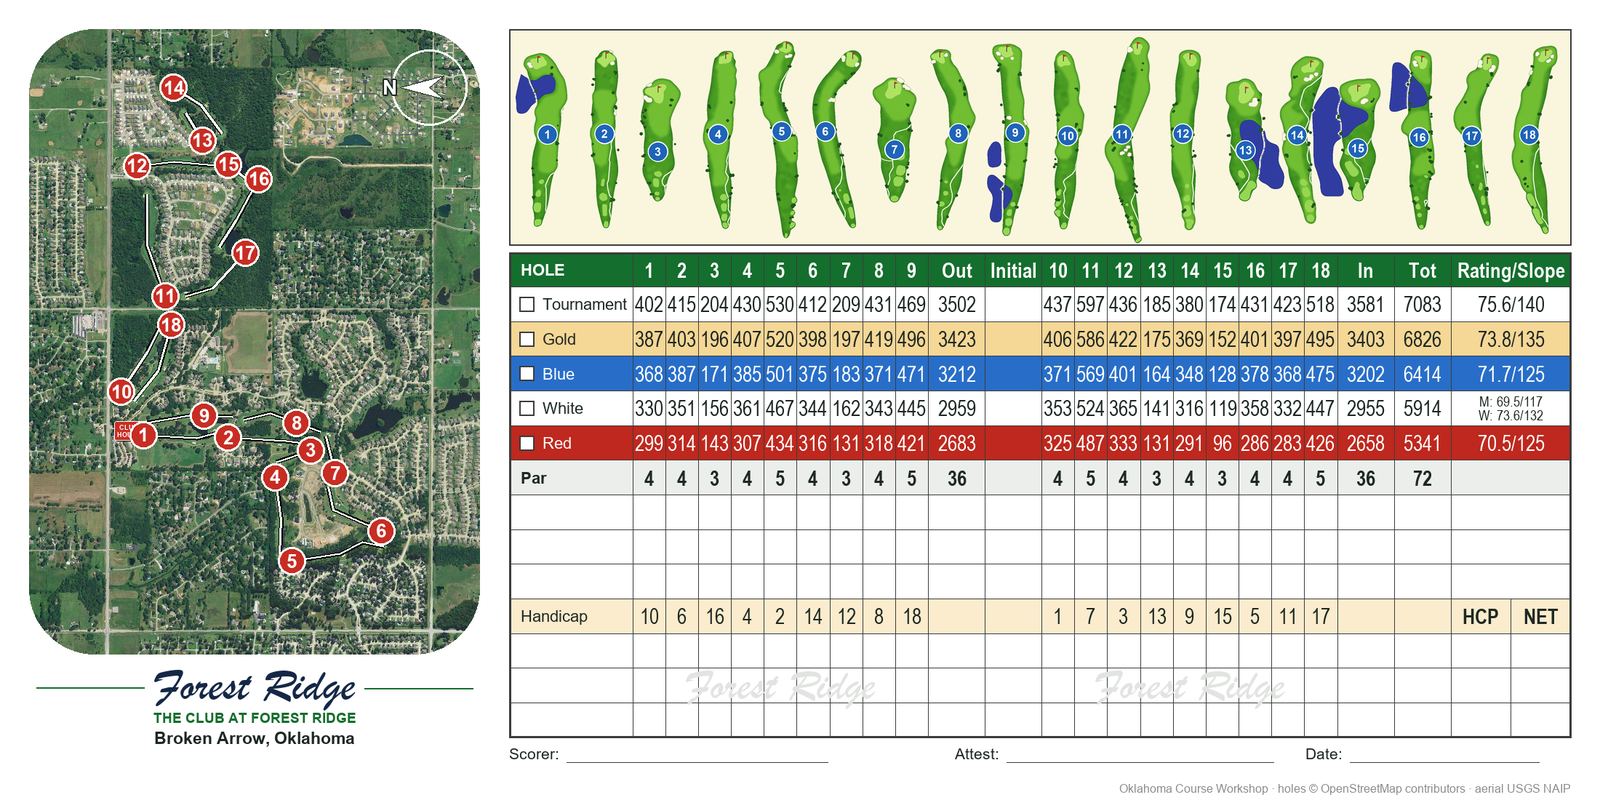 14
13
12
15
16
17
11
18
10
9
8
1
2
3
4
7
6
5
N
Forest Ridge
THE CLUB AT FOREST RIDGE
Broken Arrow, Oklahoma
1 2 3 4 5 6 7 8 9 10 11 12 13 14 15 16 17 18
HOLE 1 2 3 4 5 6 7 8 9 Out Initial 10 11 12 13 14 15 16 17 18 In Tot Rating/Slope
Tournament 402 415 204 430 530 412 209 431 469 3502 437 597 436 185 380 174 431 423 518 3581 7083 75.6/140
Gold 387 403 196 407 520 398 197 419 496 3423 406 586 422 175 369 152 401 397 495 3403 6826 73.8/135
Blue 368 387 171 385 501 375 183 371 471 3212 371 569 401 164 348 128 378 368 475 3202 6414 71.7/125
White 330 351 156 361 467 344 162 343 445 2959 353 524 365 141 316 119 358 332 447 2955 5914 M: 69.5/117
W: 73.6/132
Red 299 314 143 307 434 316 131 318 421 2683 325 487 333 131 291 96 286 283 426 2658 5341 70.5/125
Par 4 4 3 4 5 4 3 4 5 36 4 5 4 3 4 3 4 4 5 36 72
Handicap 10 6 16 4 2 14 12 8 18 1 7 3 13 9 15 5 11 17 HCP NET
Forest Ridge Forest Ridge
Scorer: Attest: Date:
Oklahoma Course Workshop · holes © OpenStreetMap contributors · aerial USGS NAIP